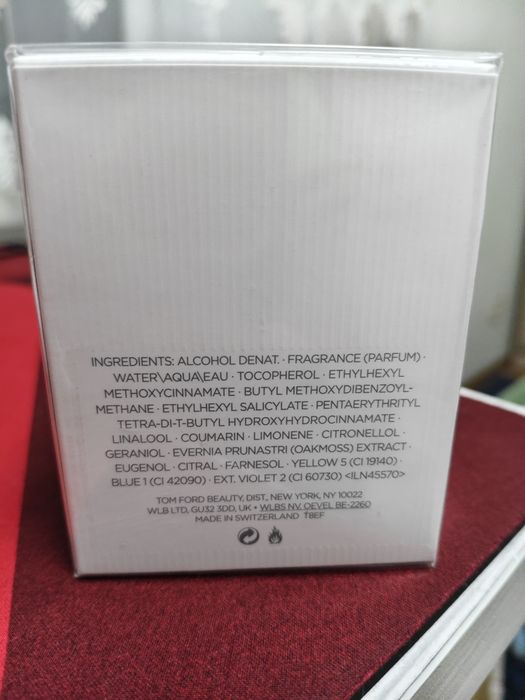 INGREDIENTS: ALCOHOL DENAT. · FRAGRANCE (PARFUM) ·
WATER\AQUA\EAU · TOCOPHEROL · ETHYLHEXYL
METHOXYCINNAMATE · BUTYL METHOXYDIBENZOYL-
METHANE · ETHYLHEXYL SALICYLATE · PENTAERYTHRITYL
TETRA-DI-T-BUTYL HYDROXYHYDROCINNAMATE ·
LINALOOL · COUMARIN · LIMONENE · CITRONELLOL ·
GERANIOL · EVERNIA PRUNASTRI (OAKMOSS) EXTRACT ·
EUGENOL · CITRAL · FARNESOL · YELLOW 5 (CI 19140) ·
BLUE 1 (CI 42090) · EXT. VIOLET 2 (CI 60730) <ILN45570>
TOM FORD BEAUTY, DIST., NEW YORK, NY 10022
WLB LTD, GU32 3DD, UK • WLBS NV OEVEL BE-2260
MADE IN SWITZERLAND T8EF